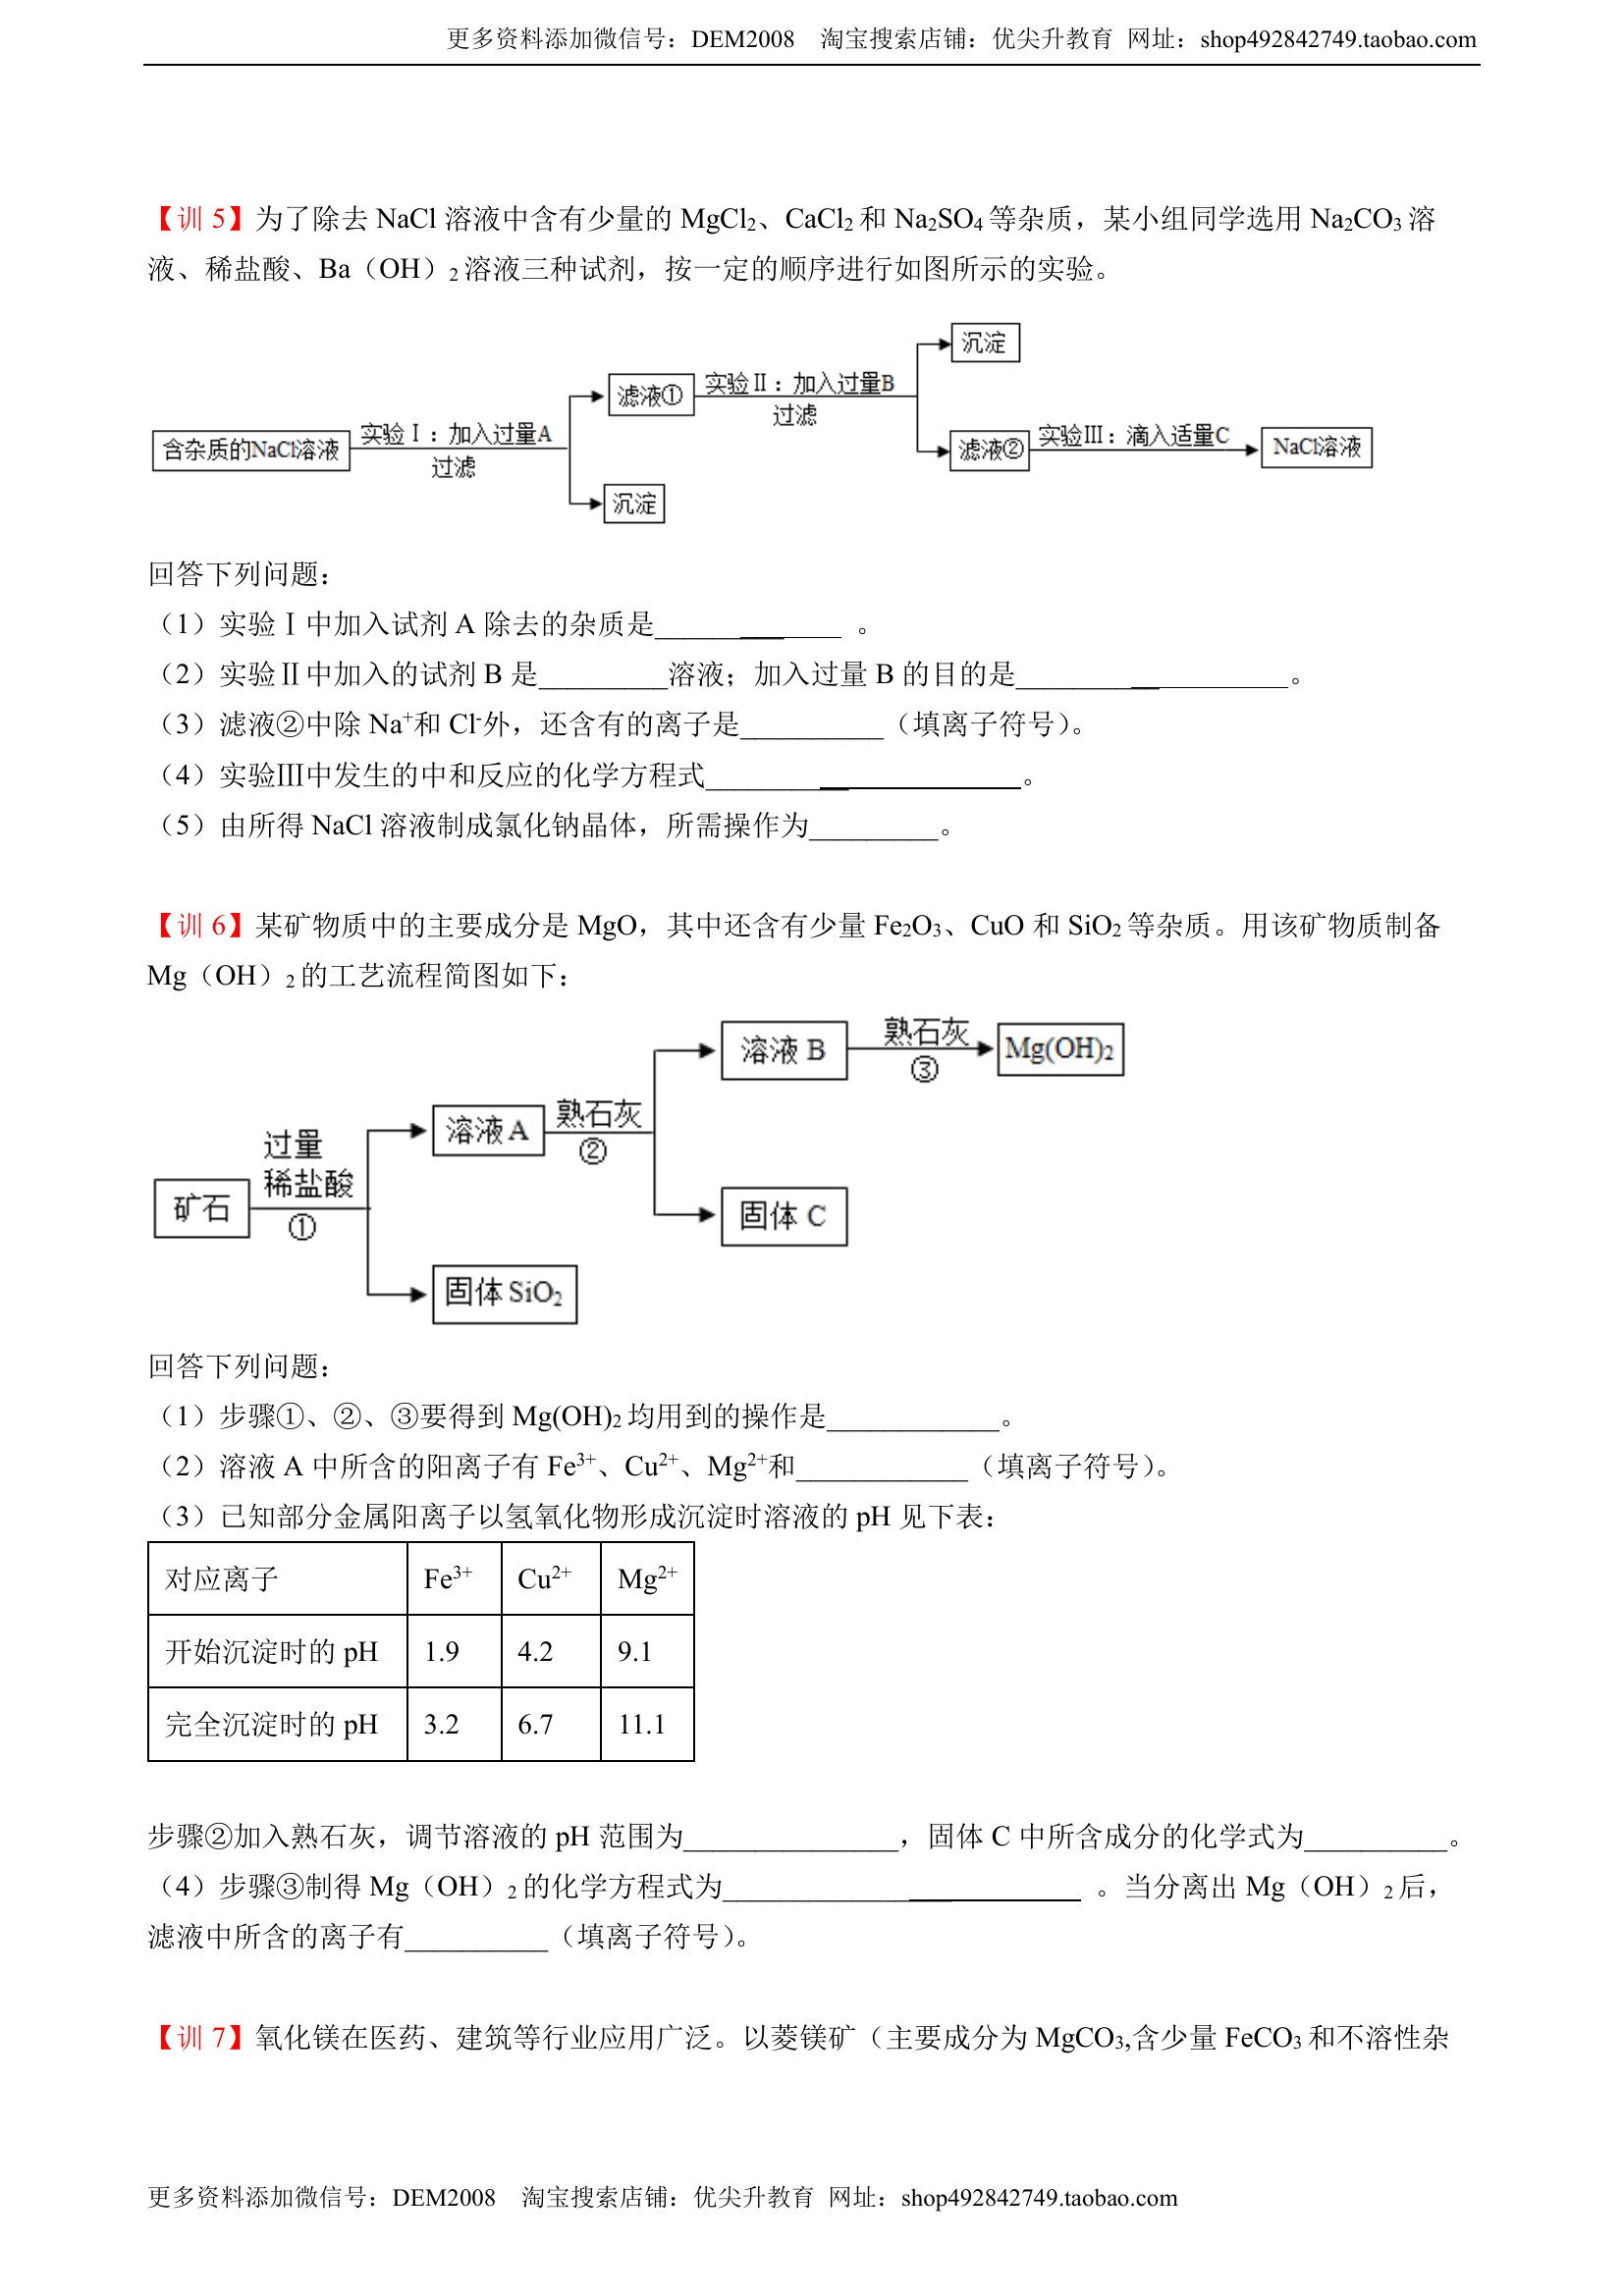 更多资料添加微信号：DEM2008 淘宝搜索店铺：优尖升教育 网址：shop492842749.taobao.com
【训 5】为了除去 NaCl 溶液中含有少量的 MgCl₂、CaCl₂ 和 Na₂SO₄ 等杂质，某小组同学选用 Na₂CO₃ 溶
液、稀盐酸、Ba（OH）₂ 溶液三种试剂，按一定的顺序进行如图所示的实验。
含杂质的NaCl溶液
实验Ⅰ：加入过量A
过滤
滤液①
沉淀
实验Ⅱ：加入过量B
过滤
沉淀
滤液②
实验Ⅲ：滴入适量C
NaCl溶液
回答下列问题：
（1）实验Ⅰ中加入试剂 A 除去的杂质是_____________ 。
（2）实验Ⅱ中加入的试剂 B 是_________溶液；加入过量 B 的目的是___________________。
（3）滤液②中除 Na⁺和 Cl⁻外，还含有的离子是__________（填离子符号）。
（4）实验Ⅲ中发生的中和反应的化学方程式______________________。
（5）由所得 NaCl 溶液制成氯化钠晶体，所需操作为_________。
【训 6】某矿物质中的主要成分是 MgO，其中还含有少量 Fe₂O₃、CuO 和 SiO₂ 等杂质。用该矿物质制备
Mg（OH）₂ 的工艺流程简图如下：
矿石
过量
稀盐酸
①
溶液 A
固体 SiO₂
熟石灰
②
溶液 B
固体 C
熟石灰
③
Mg(OH)₂
回答下列问题：
（1）步骤①、②、③要得到 Mg(OH)₂ 均用到的操作是____________。
（2）溶液 A 中所含的阳离子有 Fe³⁺、Cu²⁺、Mg²⁺和____________（填离子符号）。
（3）已知部分金属阳离子以氢氧化物形成沉淀时溶液的 pH 见下表：
对应离子 Fe³⁺ Cu²⁺ Mg²⁺
开始沉淀时的 pH 1.9 4.2 9.1
完全沉淀时的 pH 3.2 6.7 11.1
步骤②加入熟石灰，调节溶液的 pH 范围为_______________，固体 C 中所含成分的化学式为__________。
（4）步骤③制得 Mg（OH）₂ 的化学方程式为_________________________ 。当分离出 Mg（OH）₂ 后，
滤液中所含的离子有__________（填离子符号）。
【训 7】氧化镁在医药、建筑等行业应用广泛。以菱镁矿（主要成分为 MgCO₃,含少量 FeCO₃ 和不溶性杂
更多资料添加微信号：DEM2008 淘宝搜索店铺：优尖升教育 网址：shop492842749.taobao.com